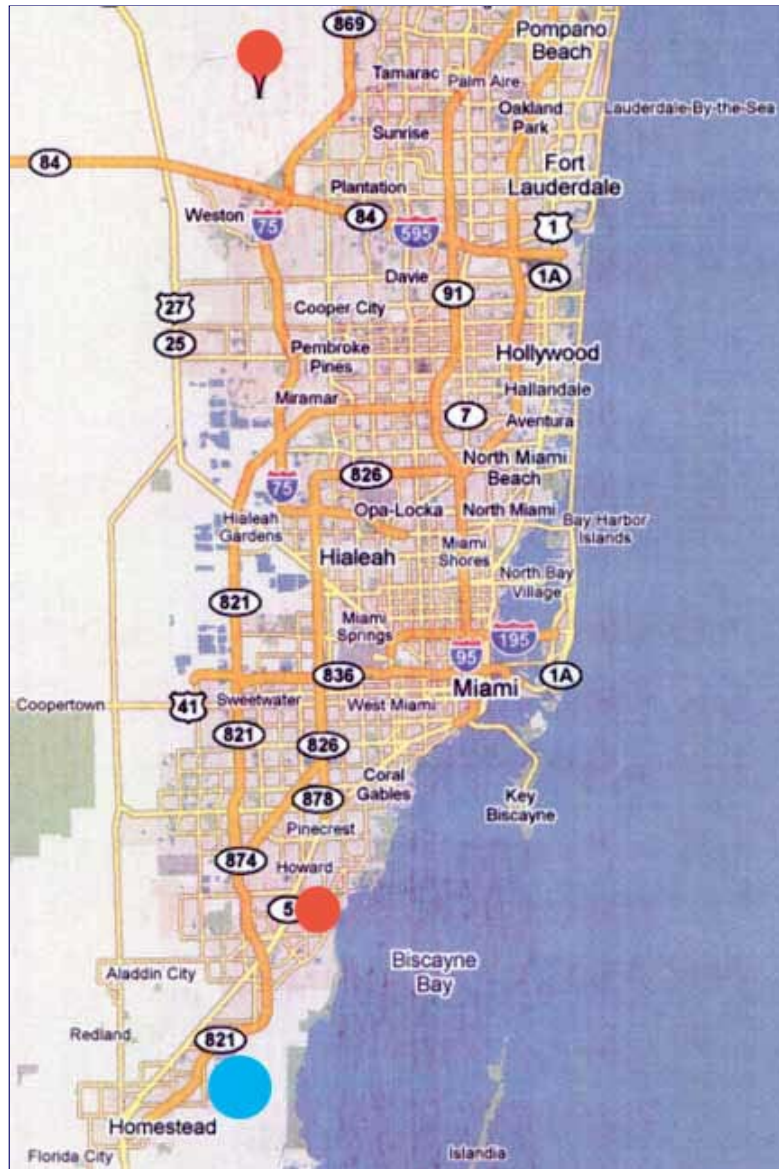 869
Pompano
Beach
Tamarac
Palm Aire
Oakland
Park
Lauderdale-By-the-Sea
Sunrise
84
Fort
Lauderdale
Plantation
Weston
75
84
595
1
Davie
1A
91
27
Cooper City
25
Pembroke
Pines
Hollywood
Miramar
Hallandale
7
Aventura
North Miami
Beach
826
75
Opa-Locka
North Miami
Hialeah
Gardens
Bay Harbor
Islands
Hialeah
Miami
Shores
North Bay
Village
821
Miami
Springs
195
95
836
1A
Miami
Coopertown
41
Sweetwater
West Miami
821
826
Coral
Gables
878
Key
Biscayne
Pinecrest
874
Howard
5
Biscayne
Bay
Aladdin City
Redland
821
Homestead
Florida City
Islandia